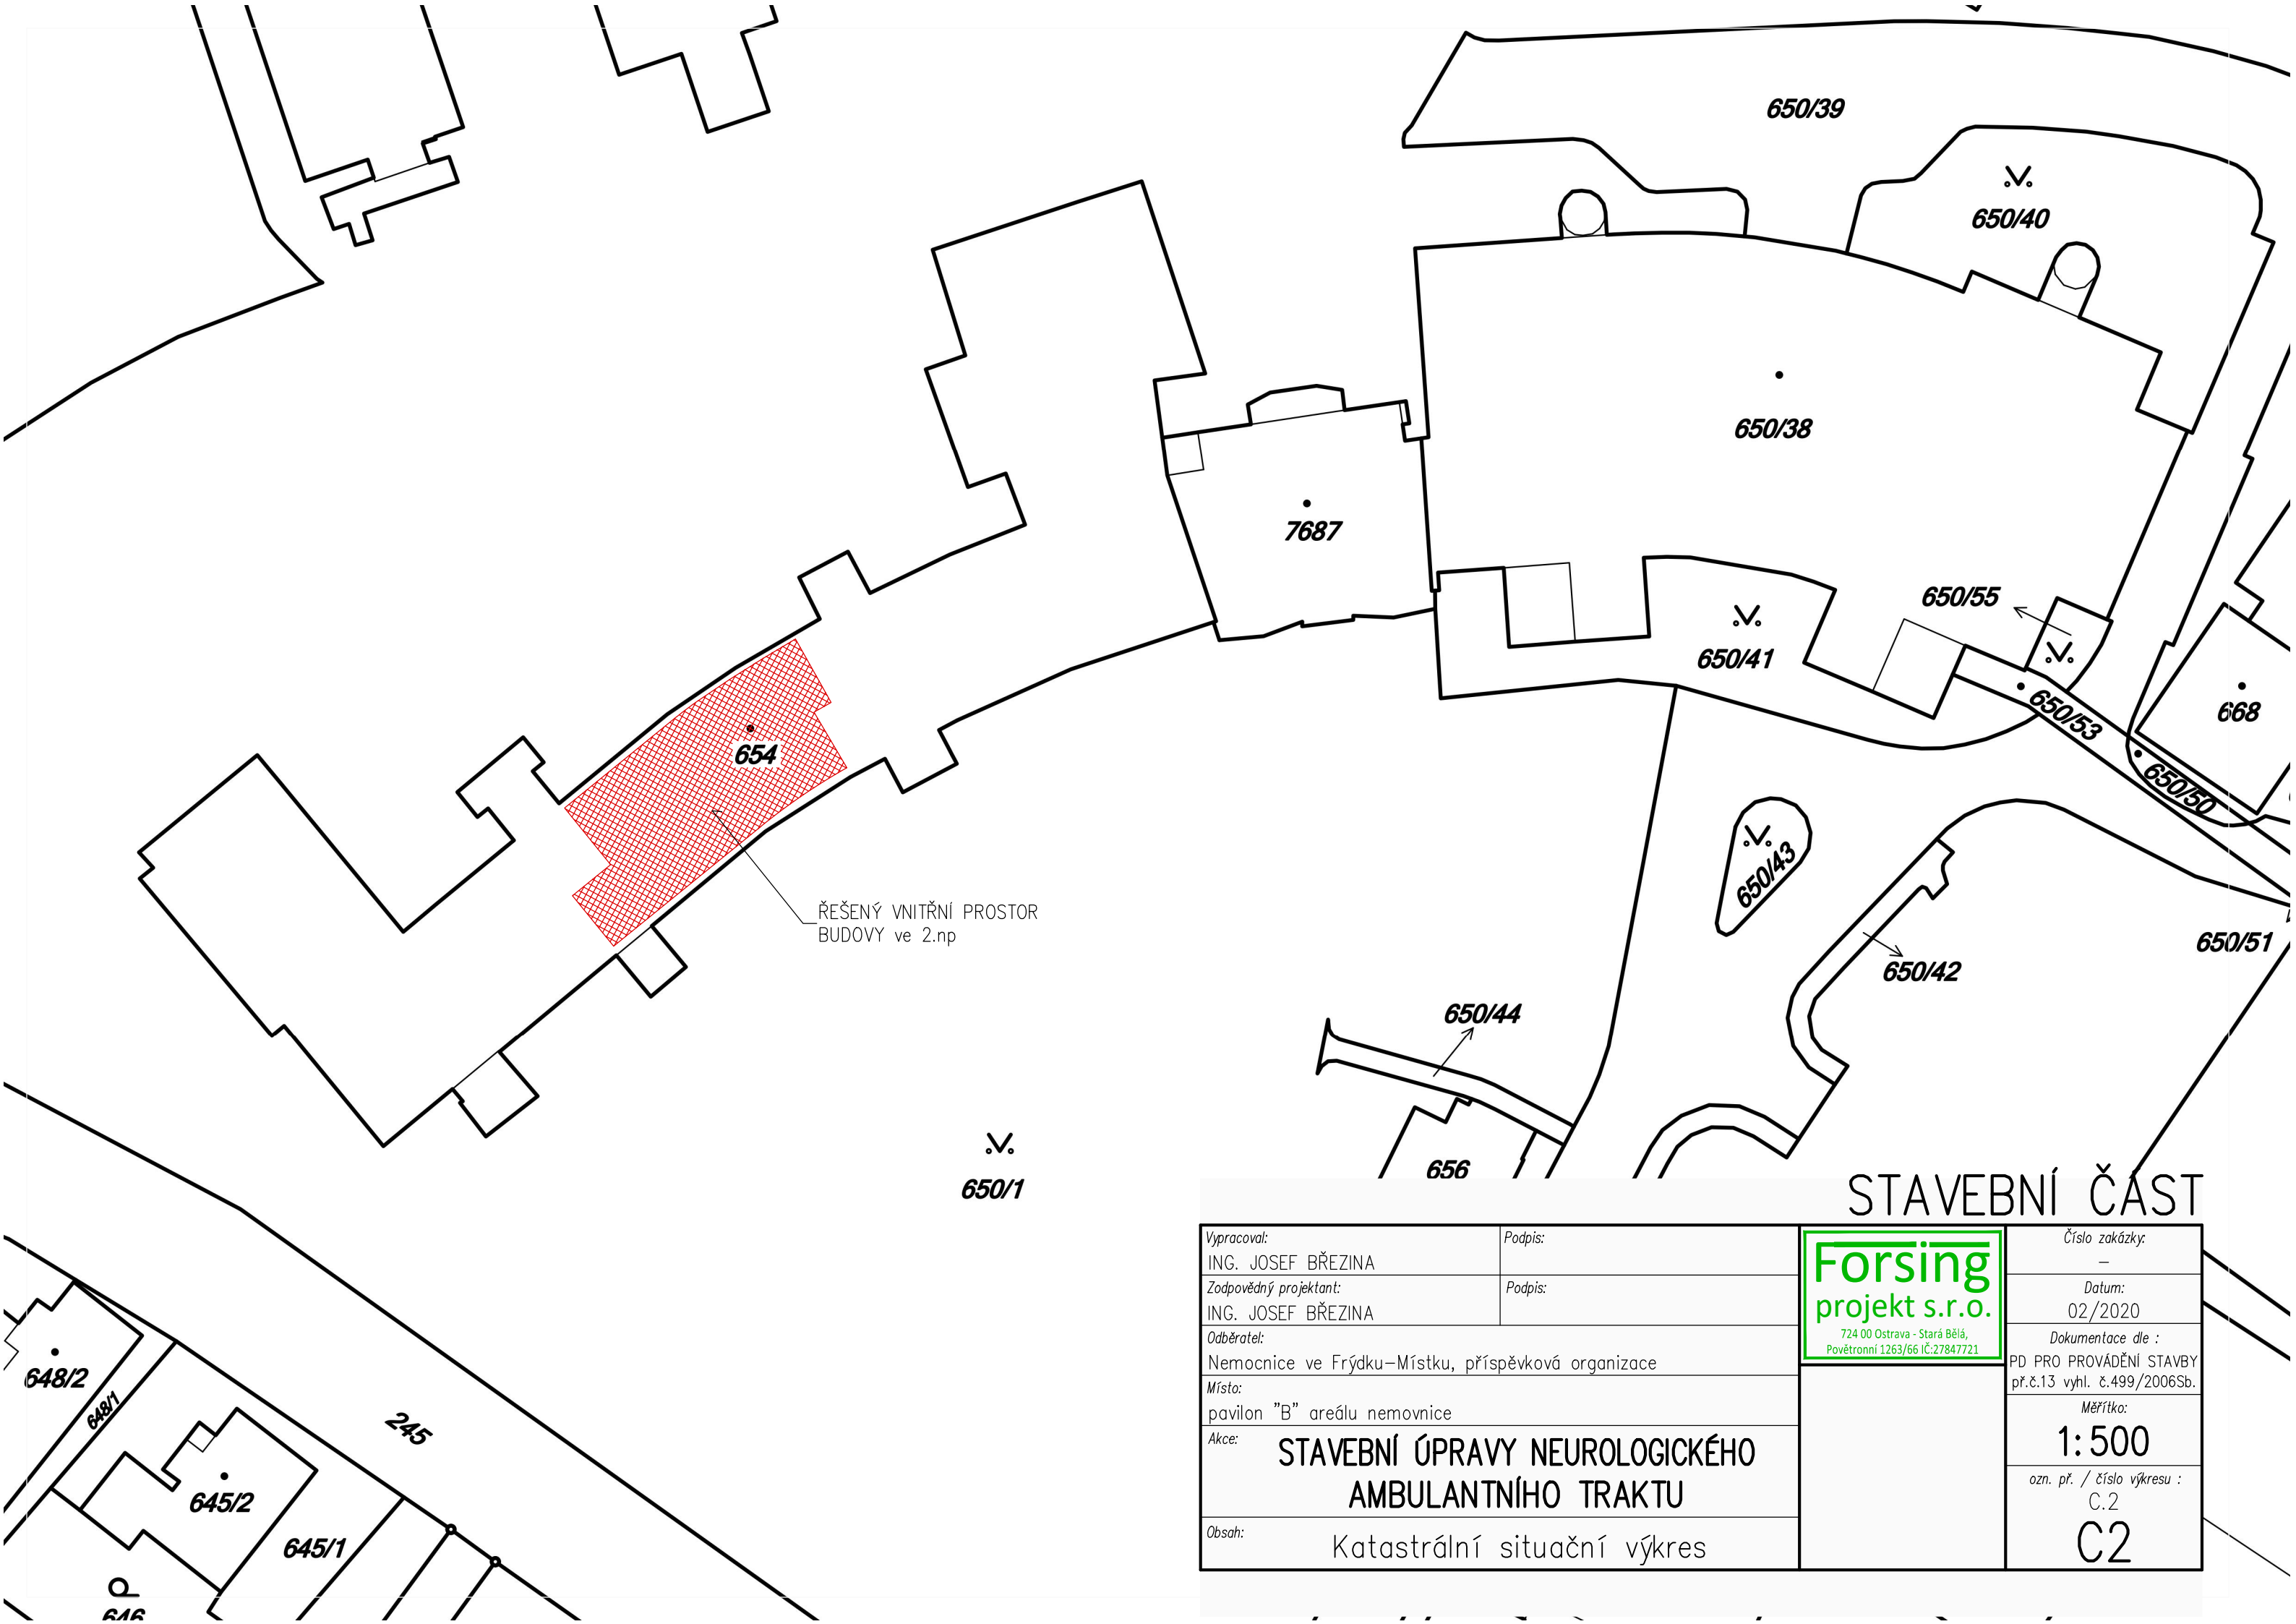 650/39
650/40
650/38
7687
650/55
650/41
650/53
668
650/50
654
ŘEŠENÝ VNITŘNÍ PROSTOR
BUDOVY ve 2.np
650/43
650/42
650/51
650/44
656
650/1
648/2
648/1
245
645/2
645/1
646
STAVEBNÍ ČÁST
Vypracoval:
ING. JOSEF BŘEZINA
Podpis:
Zodpovědný projektant:
ING. JOSEF BŘEZINA
Podpis:
Odběratel:
Nemocnice ve Frýdku-Místku, příspěvková organizace
Místo:
pavilon "B" areálu nemovnice
Akce:
STAVEBNÍ ÚPRAVY NEUROLOGICKÉHO
AMBULANTNÍHO TRAKTU
Obsah:
Katastrální situační výkres
Forsing
projekt s.r.o.
724 00 Ostrava - Stará Bělá,
Povětronní 1263/66 IČ:27847721
Číslo zakázky:
–
Datum:
02/2020
Dokumentace dle :
PD PRO PROVÁDĚNÍ STAVBY
př.č.13 vyhl. č.499/2006Sb.
Měřítko:
1:500
ozn. př. / číslo výkresu :
C.2
C2